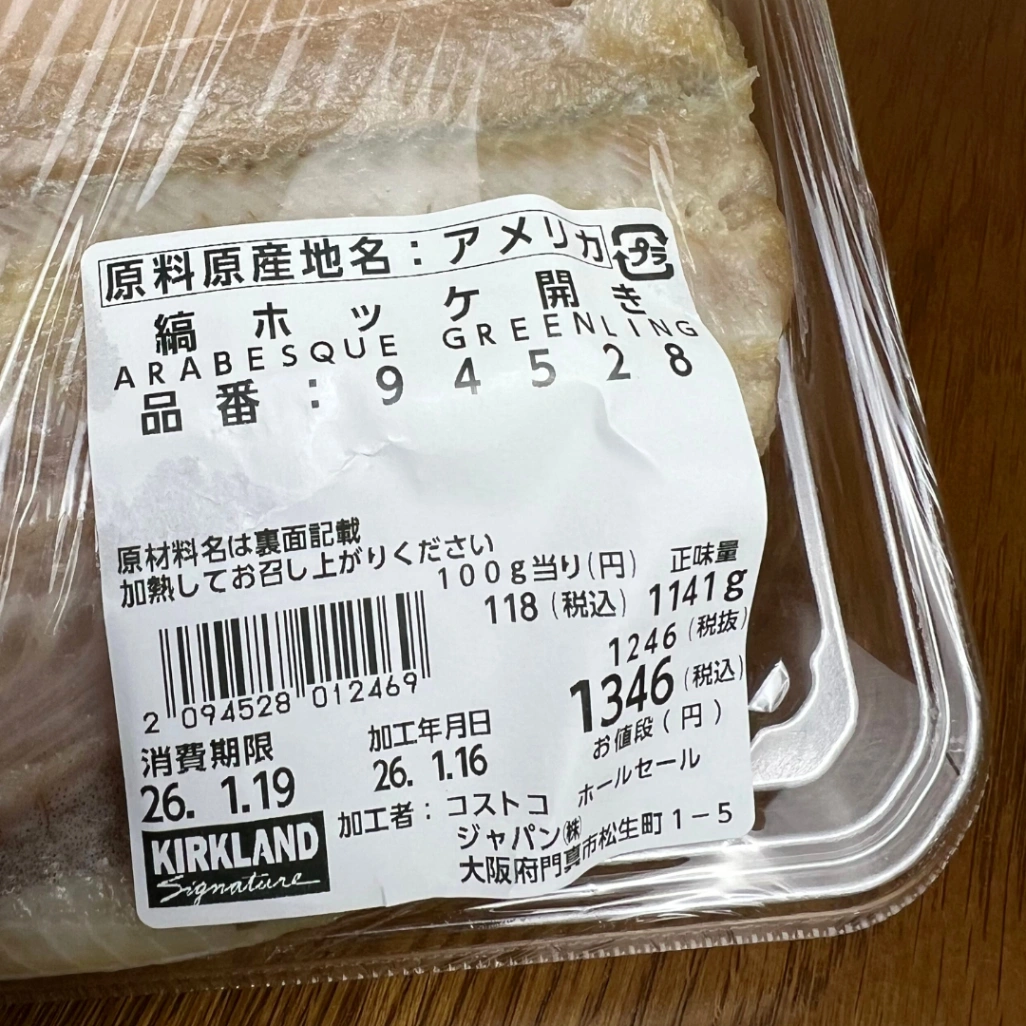 原料原産地名：アメリカ
プラ
縞ホッケ開き
ARABESQUE GREENLING
品番：94528
原材料名は裏面記載
加熱してお召し上がりください
100g当り(円) 正味量
118(税込) 1141g
1246(税抜)
1346(税込)
お値段(円)
2 094528 012469
消費期限 加工年月日
26. 1.19 26. 1.16
加工者：コストコ ホールセール
ジャパン㈱
大阪府門真市松生町1-5
KIRKLAND
Signature